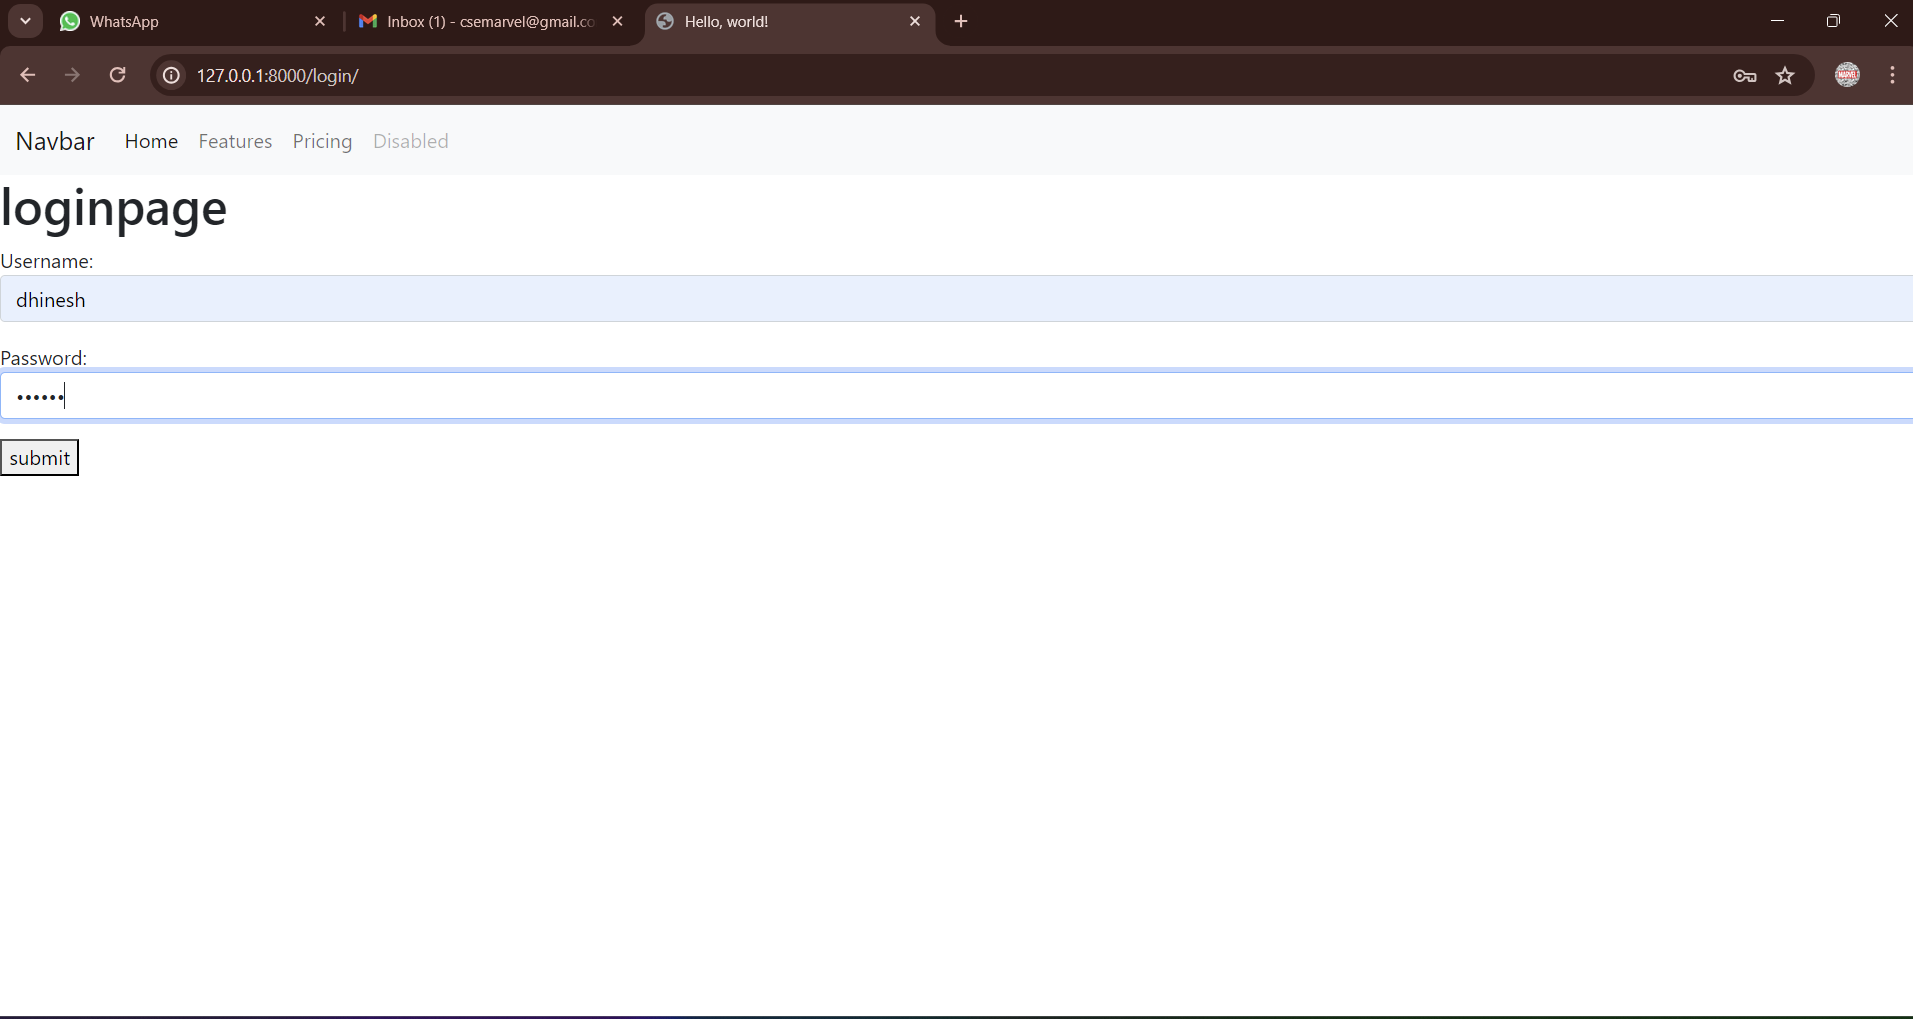 WhatsApp
Inbox (1) - csemarvel@gmail.co
Hello, world!
127.0.0.1:8000/login/
Navbar Home Features Pricing Disabled
loginpage
Username:
dhinesh
Password:
••••••
submit